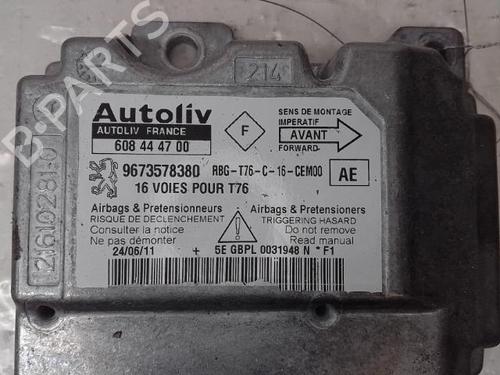 B-PARTS
214
Autoliv
AUTOLIV FRANCE
608 44 47 00
F
SENS DE MONTAGE
IMPERATIF
AVANT
FORWARD
9673578380 RBG-T76-C-16-CEM00
16 VOIES POUR T76
AE
Airbags & Pretensionneurs
RISQUE DE DECLENCHEMENT
Consulter la notice
Ne pas démonter
Airbags & Pretensioners
TRIGGERING HASARD
Do not remove
Read manual
24/06/11 + 5E GBPL 0031948 N * F1